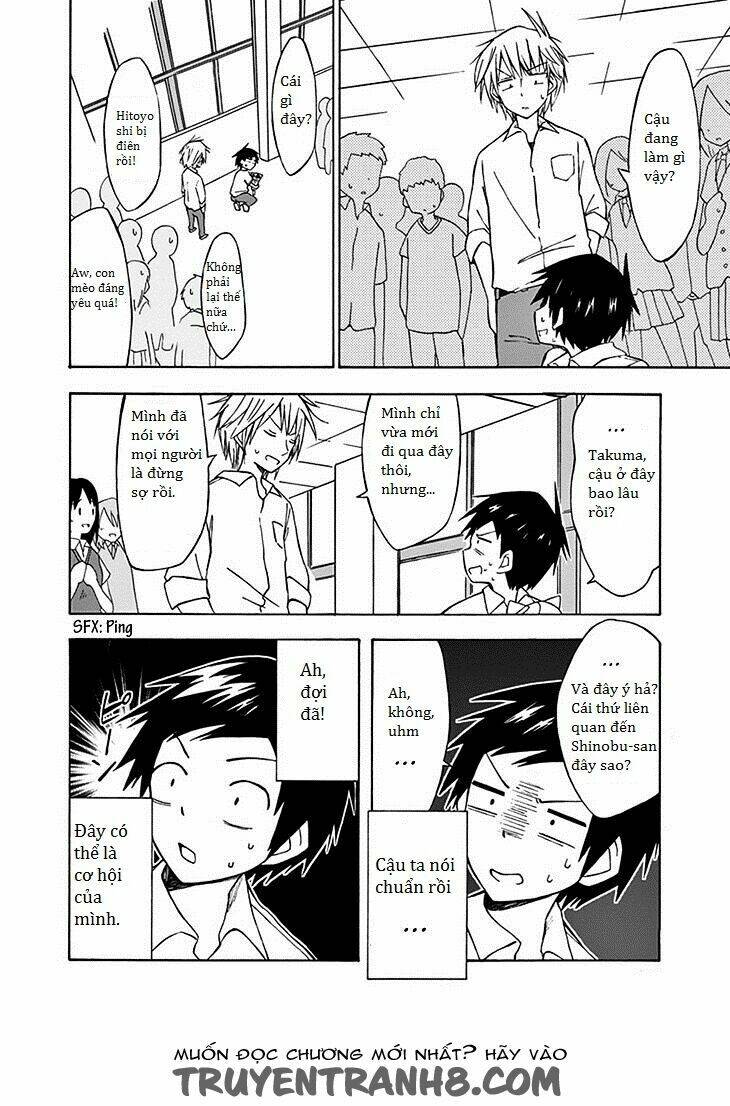 Cậu
đang
làm gì
vậy?
Cái
gì
đây?
Hitoyo
shi bị
điên
rồi!
Không
phải
lại thế
nữa
chứ...
Aw, con
mèo đáng
yêu quá!
...
Takuma,
cậu ở đây
bao lâu
rồi?
Mình chỉ
vừa mới
đi qua đây
thôi,
nhưng...
Mình đã
nói với
mọi người
là đừng
sợ rồi.
SFX: Ping
...
Và đây ý hả?
Cái thứ liên
quan đến
Shinobu-san
đây sao?
Ah,
không,
uhm
...
Cậu ta nói
chuẩn rồi
...
Ah,
đợi
đã!
Đây có
thể là
cơ hội
của
mình.
MUỐN ĐỌC CHƯƠNG MỚI NHẤT? HÃY VÀO
TRUYENTRANH8.COM